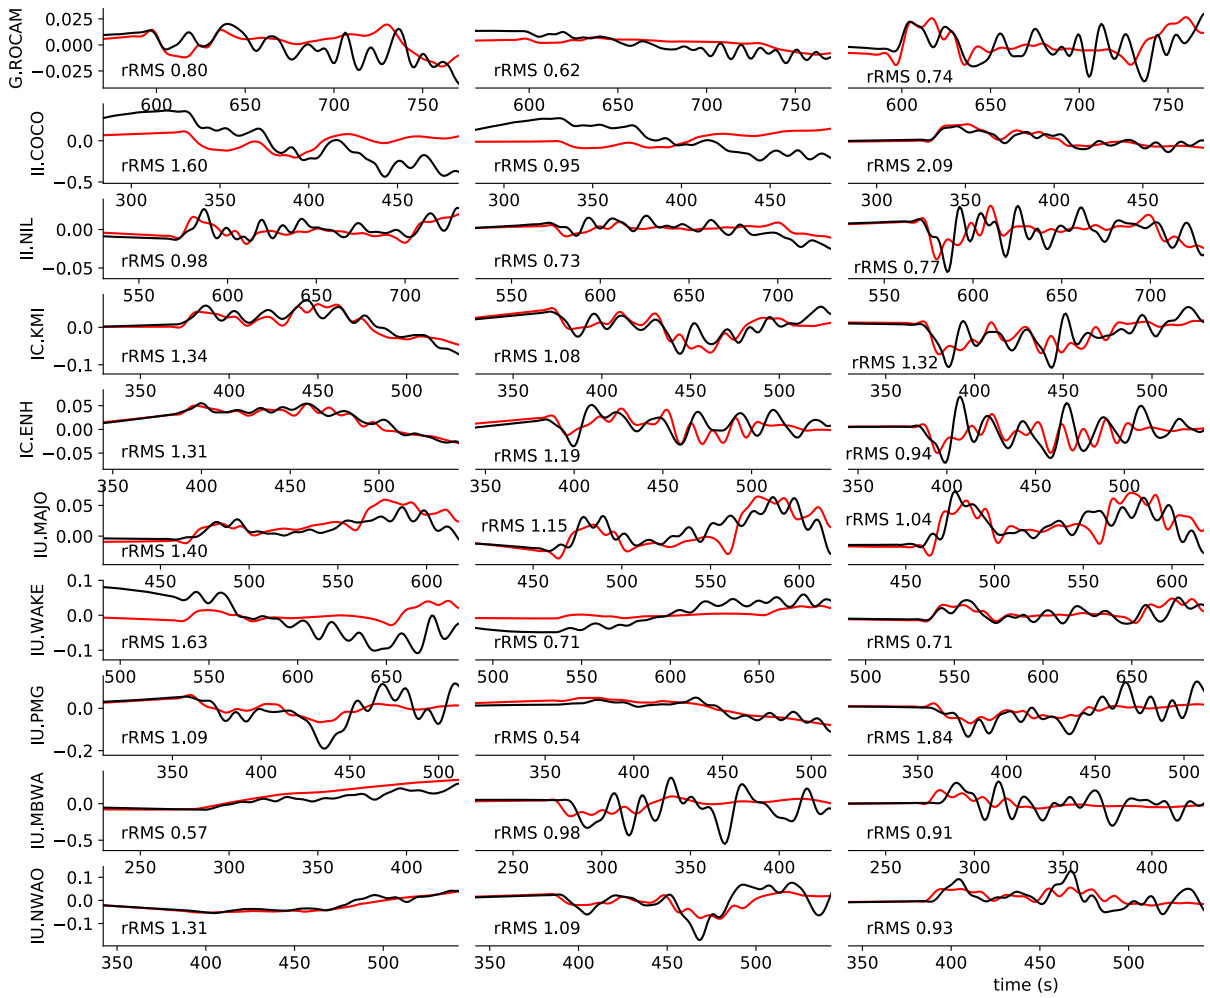 G.ROCAM
0.025
0.000
−0.025
rRMS 0.80
rRMS 0.62
rRMS 0.74
600 650 700 750
600 650 700 750
600 650 700 750
II.COCO
0.0
−0.5
rRMS 1.60
rRMS 0.95
rRMS 2.09
300 350 400 450
300 350 400 450
300 350 400 450
II.NIL
0.00
−0.05
rRMS 0.98
rRMS 0.73
rRMS 0.77
550 600 650 700
550 600 650 700
550 600 650 700
IC.KMI
0.0
−0.1
rRMS 1.34
rRMS 1.08
rRMS 1.32
350 400 450 500
350 400 450 500
350 400 450 500
IC.ENH
0.05
0.00
−0.05
rRMS 1.31
rRMS 1.19
rRMS 0.94
350 400 450 500
350 400 450 500
350 400 450 500
IU.MAJO
0.05
0.00
rRMS 1.40
rRMS 1.15
rRMS 1.04
450 500 550 600
450 500 550 600
450 500 550 600
IU.WAKE
0.1
0.0
−0.1
rRMS 1.63
rRMS 0.71
rRMS 0.71
500 550 600 650
500 550 600 650
500 550 600 650
IU.PMG
0.0
−0.2
rRMS 1.09
rRMS 0.54
rRMS 1.84
350 400 450 500
350 400 450 500
350 400 450 500
IU.MBWA
0.0
−0.5
rRMS 0.57
rRMS 0.98
rRMS 0.91
250 300 350 400
250 300 350 400
250 300 350 400
IU.NWAO
0.1
0.0
−0.1
rRMS 1.31
rRMS 1.09
rRMS 0.93
350 400 450 500
350 400 450 500
350 400 450 500
time (s)